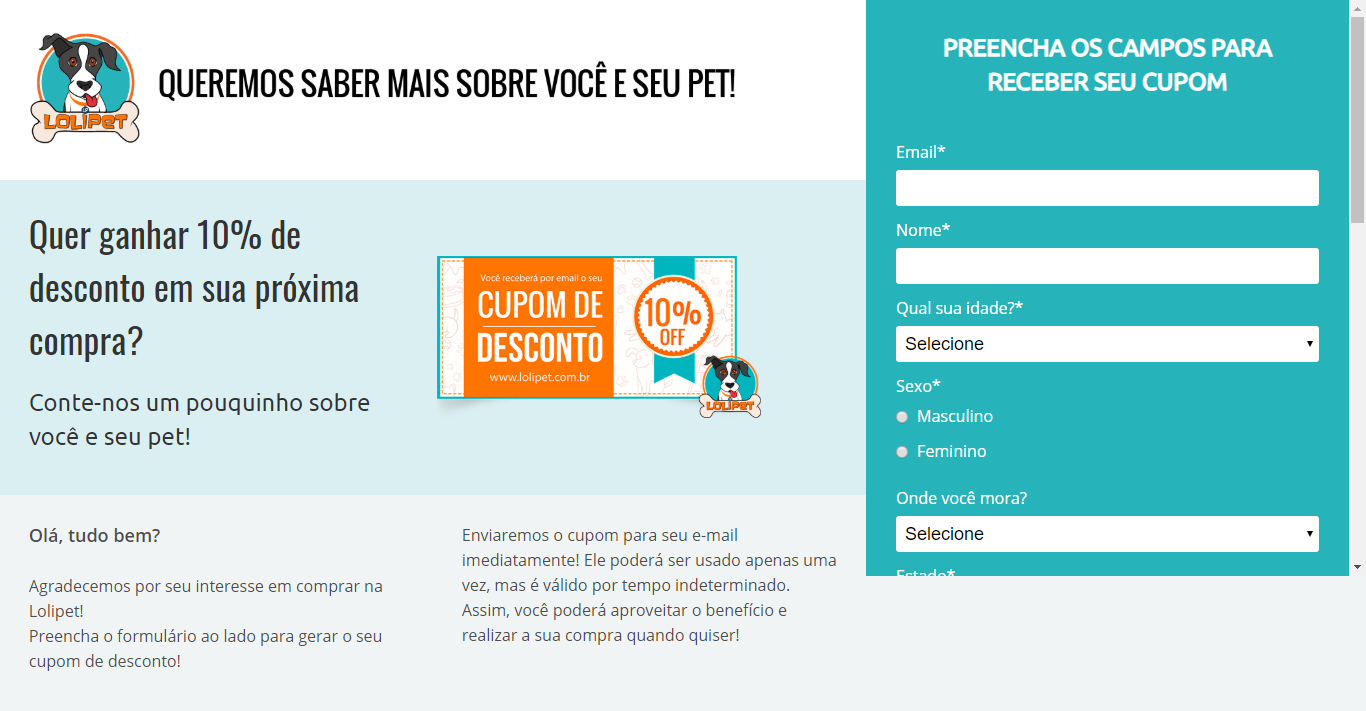 LOLIPET
QUEREMOS SABER MAIS SOBRE VOCÊ E SEU PET!
Quer ganhar 10% de
desconto em sua próxima
compra?
Conte-nos um pouquinho sobre
você e seu pet!
Você receberá por email o seu
CUPOM DE
DESCONTO
www.lolipet.com.br
10%
OFF
LOLIPET
Olá, tudo bem?
Agradecemos por seu interesse em comprar na
Lolipet!
Preencha o formulário ao lado para gerar o seu
cupom de desconto!
Enviaremos o cupom para seu e-mail
imediatamente! Ele poderá ser usado apenas uma
vez, mas é válido por tempo indeterminado.
Assim, você poderá aproveitar o benefício e
realizar a sua compra quando quiser!
PREENCHA OS CAMPOS PARA
RECEBER SEU CUPOM
Email*
Nome*
Qual sua idade?*
Selecione
Sexo*
Masculino
Feminino
Onde você mora?
Selecione
Estado*